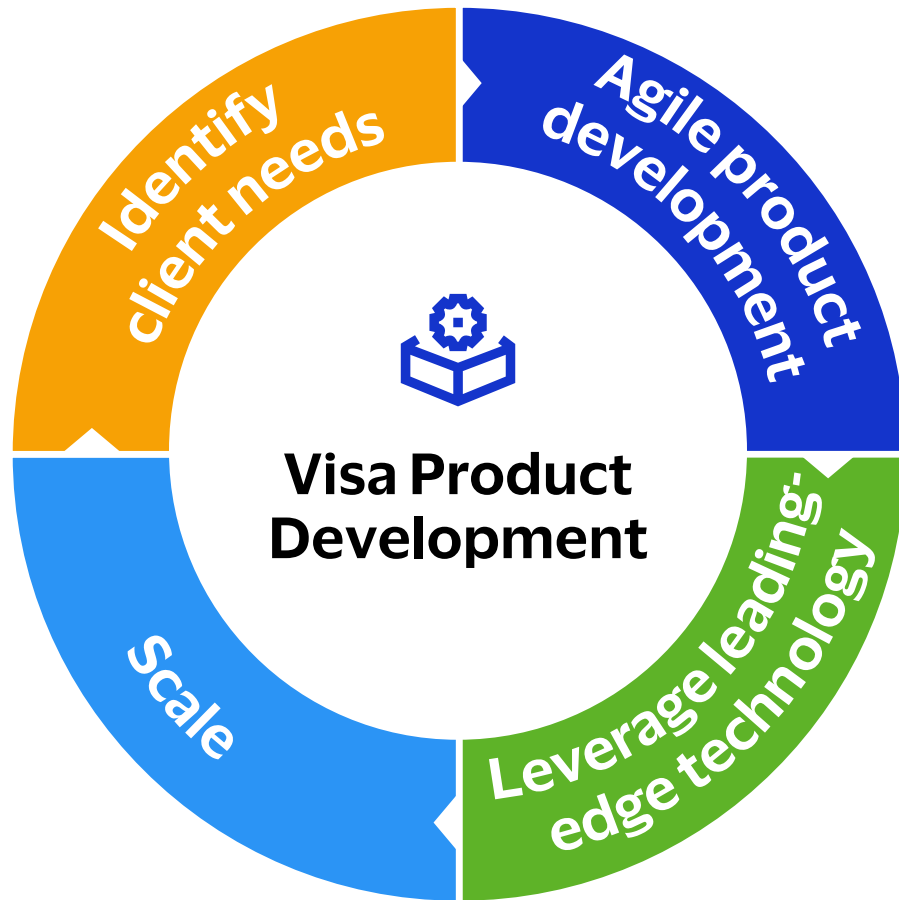 Identify
client needs
Agile product
development
Visa Product
Development
Leverage leading-
edge technology
Scale